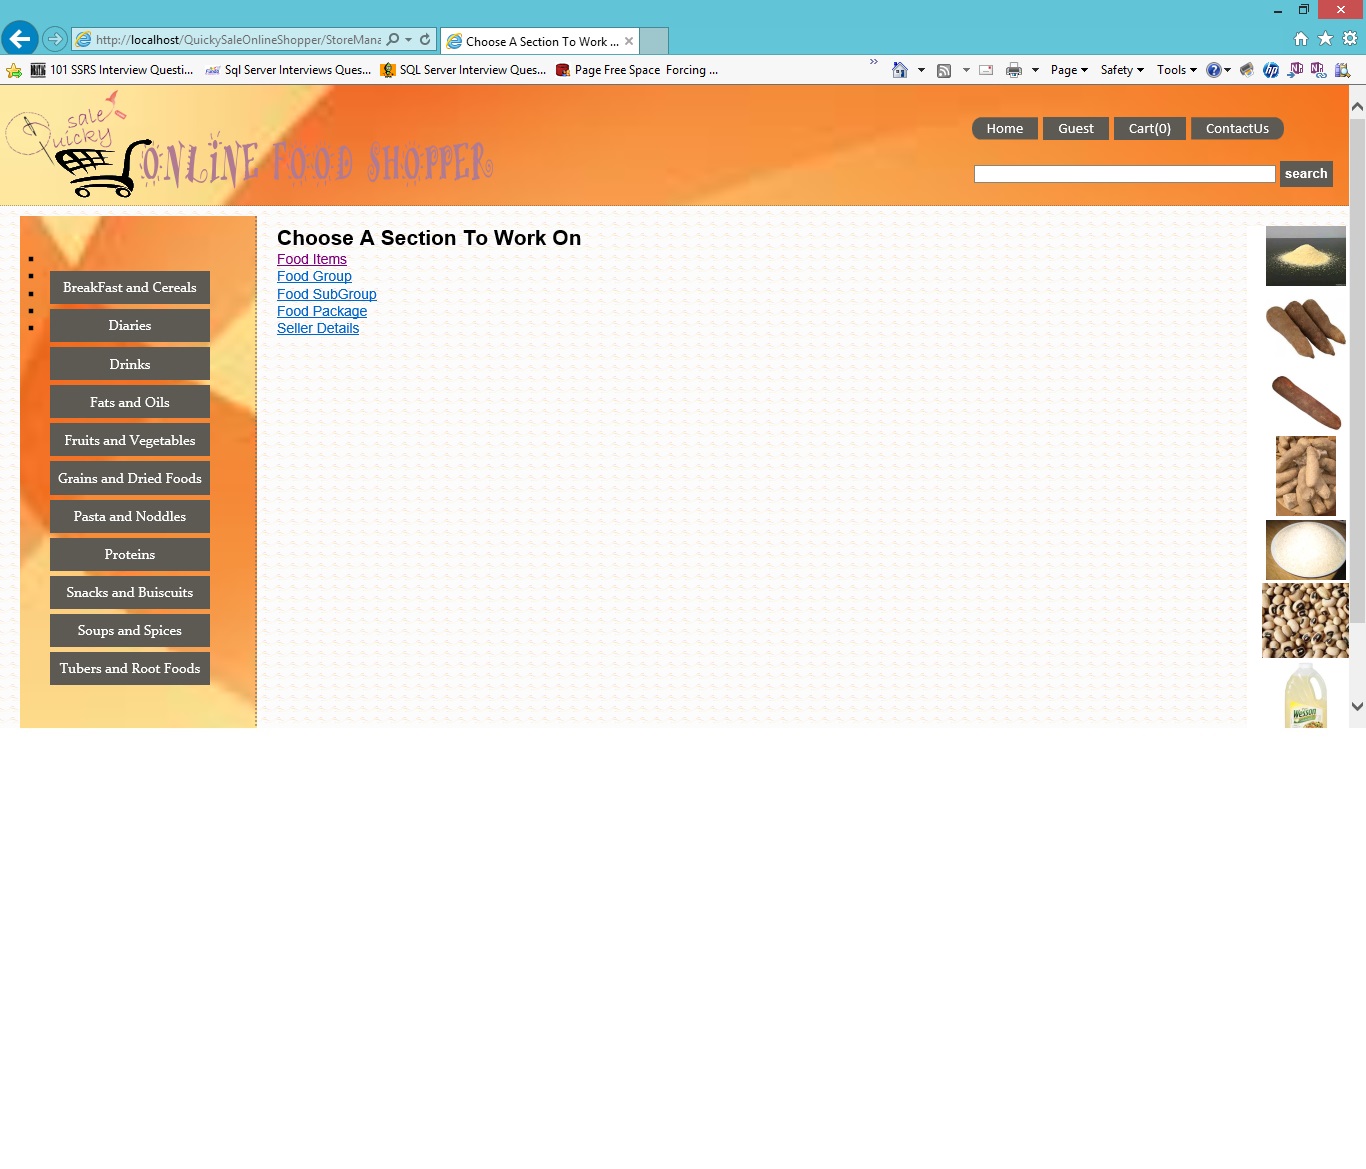 http://localhost/QuickySaleOnlineShopper/StoreMana
Choose A Section To Work ...
101 SSRS Interview Questi...
Sql Server Interviews Ques...
SQL Server Interview Ques...
Page Free Space Forcing ...
Page
Safety
Tools
sale
Quicky
ONLINE FOOD SHOPPER
Home
Guest
Cart(0)
ContactUs
search
BreakFast and Cereals
Diaries
Drinks
Fats and Oils
Fruits and Vegetables
Grains and Dried Foods
Pasta and Noddles
Proteins
Snacks and Buiscuits
Soups and Spices
Tubers and Root Foods
Choose A Section To Work On
Food Items
Food Group
Food SubGroup
Food Package
Seller Details
Wesson